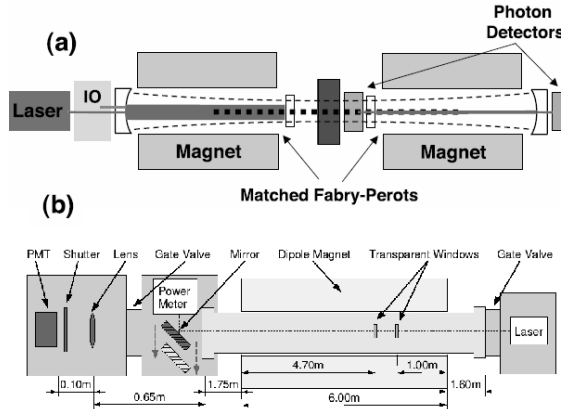 (a)
Photon
Detectors
Laser
IO
Magnet
Magnet
Matched Fabry-Perots
(b)
PMT
Shutter
Lens
Gate Valve
Mirror
Dipole Magnet
Transparent Windows
Gate Valve
Power
Meter
Laser
4.70m
1.00m
0.10m
1.75m
1.60m
0.65m
6.00m